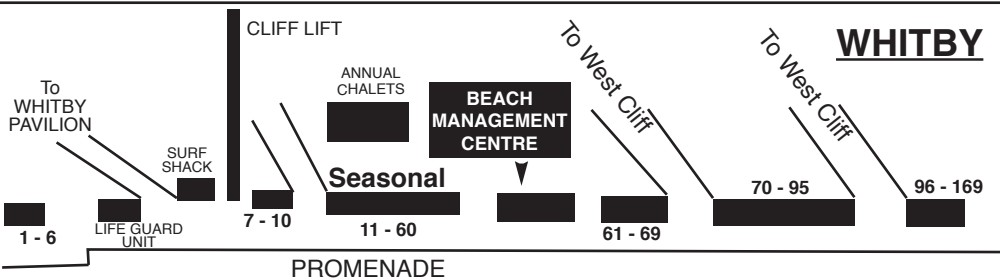 WHITBY
CLIFF LIFT
To
WHITBY
PAVILION
SURF
SHACK
ANNUAL
CHALETS
BEACH
MANAGEMENT
CENTRE
To West Cliff
To West Cliff
Seasonal
1 - 6
LIFE GUARD
UNIT
7 - 10
11 - 60
61 - 69
70 - 95
96 - 169
PROMENADE